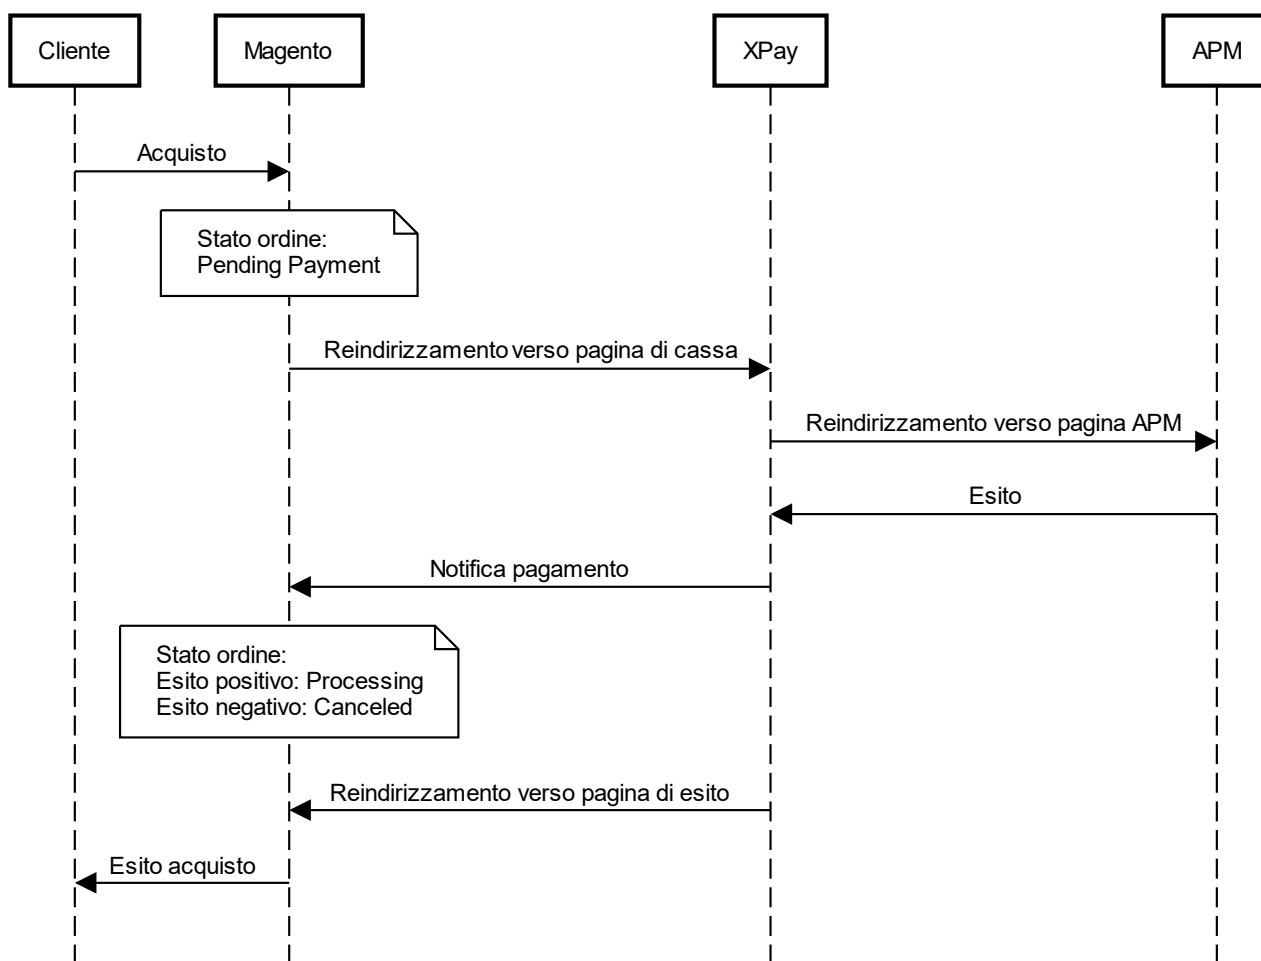 Cliente
Magento
XPay
APM
Acquisto
Stato ordine:
Pending Payment
Reindirizzamento verso pagina di cassa
Reindirizzamento verso pagina APM
Esito
Notifica pagamento
Stato ordine:
Esito positivo: Processing
Esito negativo: Canceled
Reindirizzamento verso pagina di esito
Esito acquisto